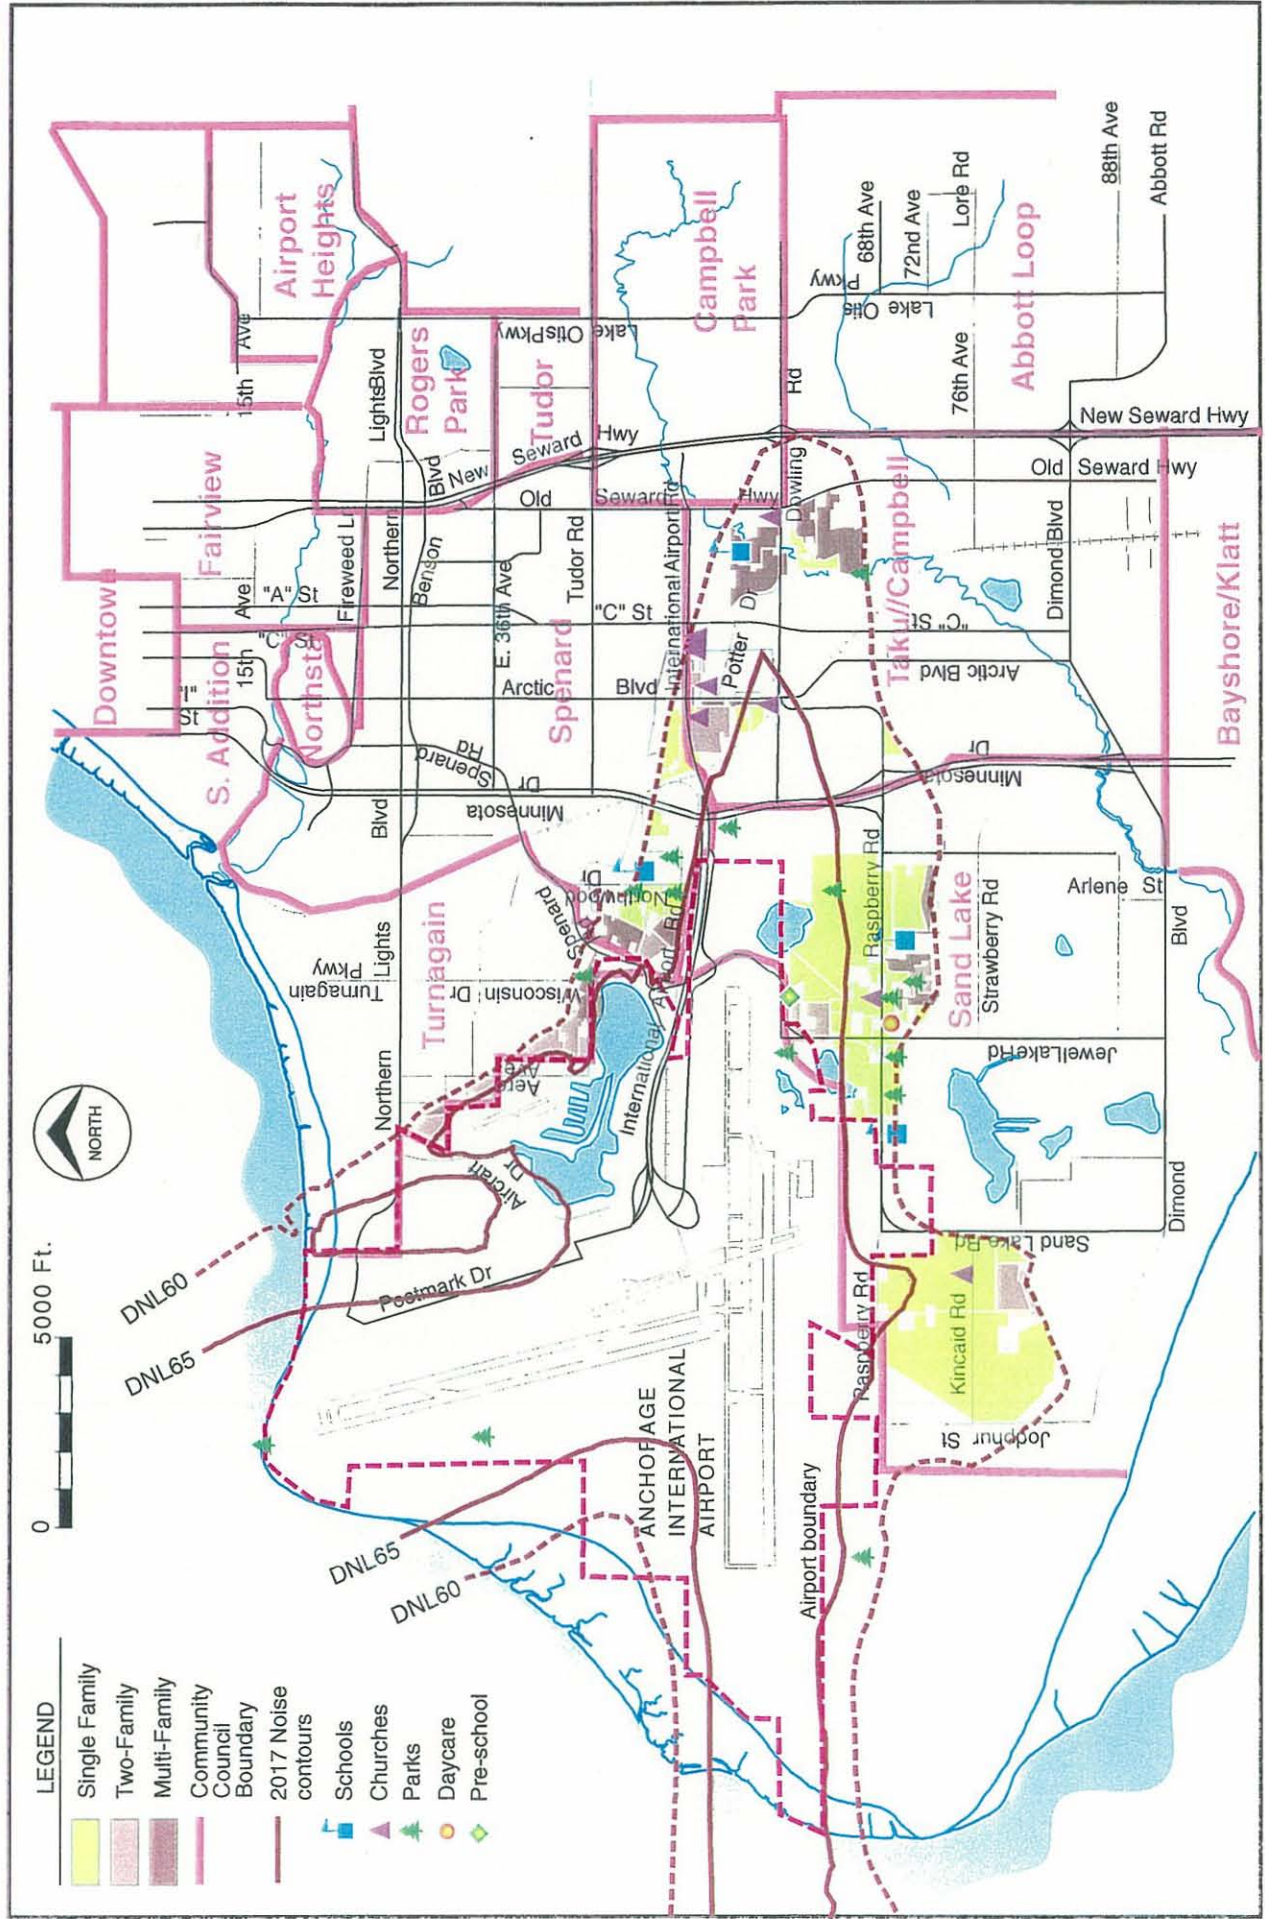 LEGEND
Single Family
Two-Family
Multi-Family
Community
Council
Boundary
2017 Noise
contours
Schools
Churches
Parks
Daycare
Pre-school
0
5000 Ft.
NORTH
DNL65
DNL60
DNL65
DNL60
ANCHORAGE
INTERNATIONAL
AIRPORT
Airport boundary
Postmark Dr
Aircraft
Dr
Northern
Lights
Blvd
Turnagain
Pkwy
Turnagain
Wisconsin
Dr
Aero
Ave
International
Airport
Rd
Spenard
Rd
Northwood
Dr
Minnesota
Dr
Spenard
Rd
Downtown
S. Addition
Fairview
Northsta
Airport
Heights
Rogers
Park
Tudor
Spenard
Campbell
Park
Abbott Loop
Taku//Campbell
Bayshore/Klatt
Sand Lake
"I"
St
15th
Ave
15th
Ave
"C" St
"A" St
Fireweed Ln
Northern
LightsBlvd
Benson
Blvd
New
Seward
Hwy
Old
Seward
Hwy
E. 36th Ave
Tudor Rd
Arctic
Blvd
"C" St
International Airport Rd
Potter
Dr
Dowling
Rd
Lake
OtisPkwy
Lake Otis
Pkwy
68th Ave
72nd Ave
Lore Rd
76th Ave
88th Ave
Abbott Rd
New Seward Hwy
Old
Seward Hwy
Dimond Blvd
"C" St
Arctic Blvd
Minnesota
Dr
Raspberry Rd
Strawberry Rd
Arlene St
Blvd
Dimond
JewelLakeRd
Sand Lake Rd
Raspberry Rd
Kincaid Rd
Jodphur St